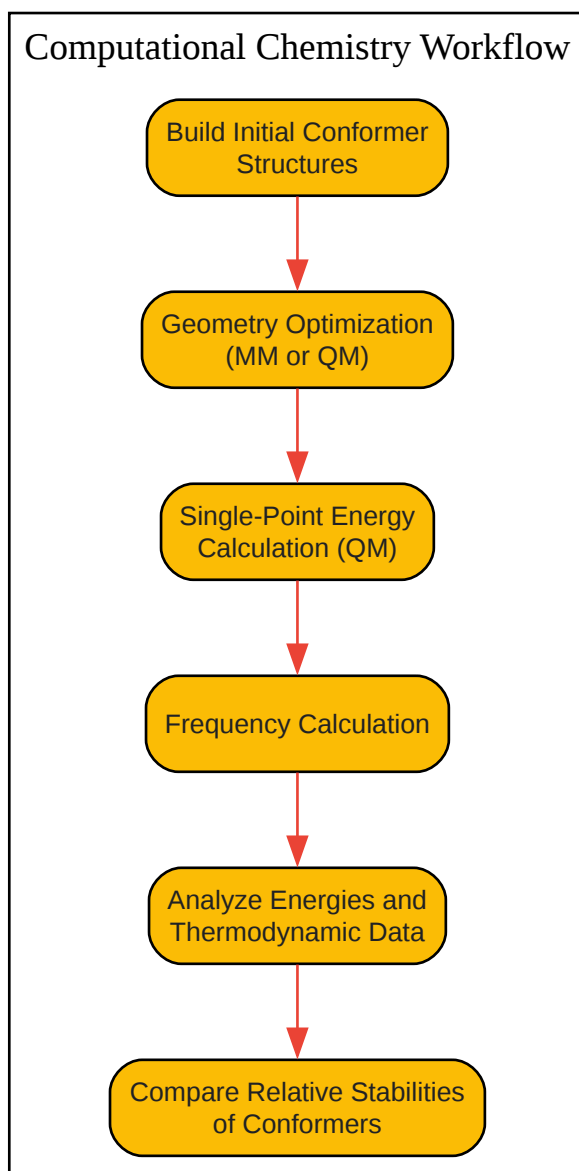 Computational Chemistry Workflow
Build Initial Conformer
Structures
Geometry Optimization
(MM or QM)
Single-Point Energy
Calculation (QM)
Frequency Calculation
Analyze Energies and
Thermodynamic Data
Compare Relative Stabilities
of Conformers